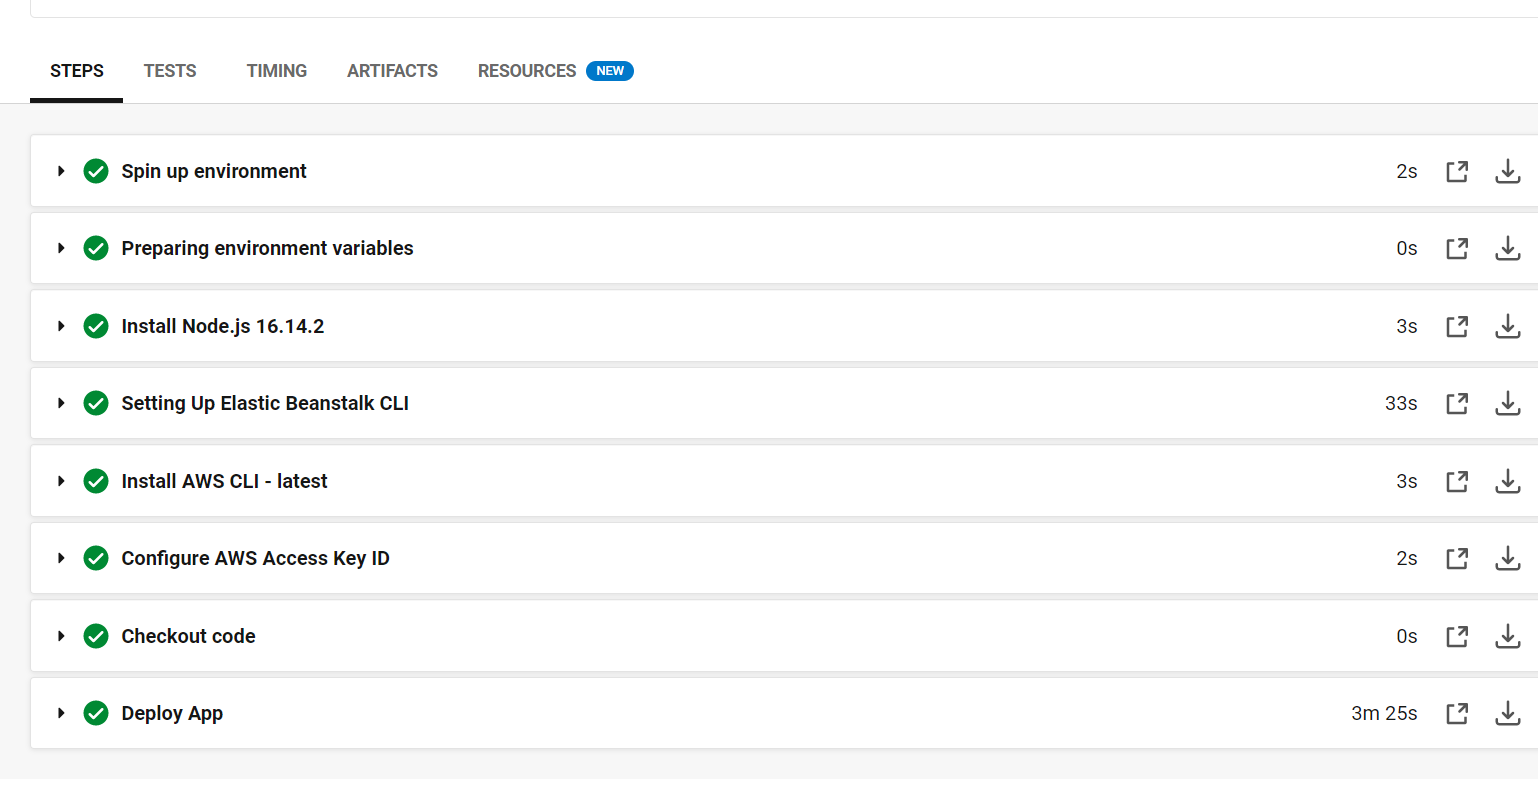 STEPS TESTS TIMING ARTIFACTS RESOURCES NEW
Spin up environment 2s
Preparing environment variables 0s
Install Node.js 16.14.2 3s
Setting Up Elastic Beanstalk CLI 33s
Install AWS CLI - latest 3s
Configure AWS Access Key ID 2s
Checkout code 0s
Deploy App 3m 25s